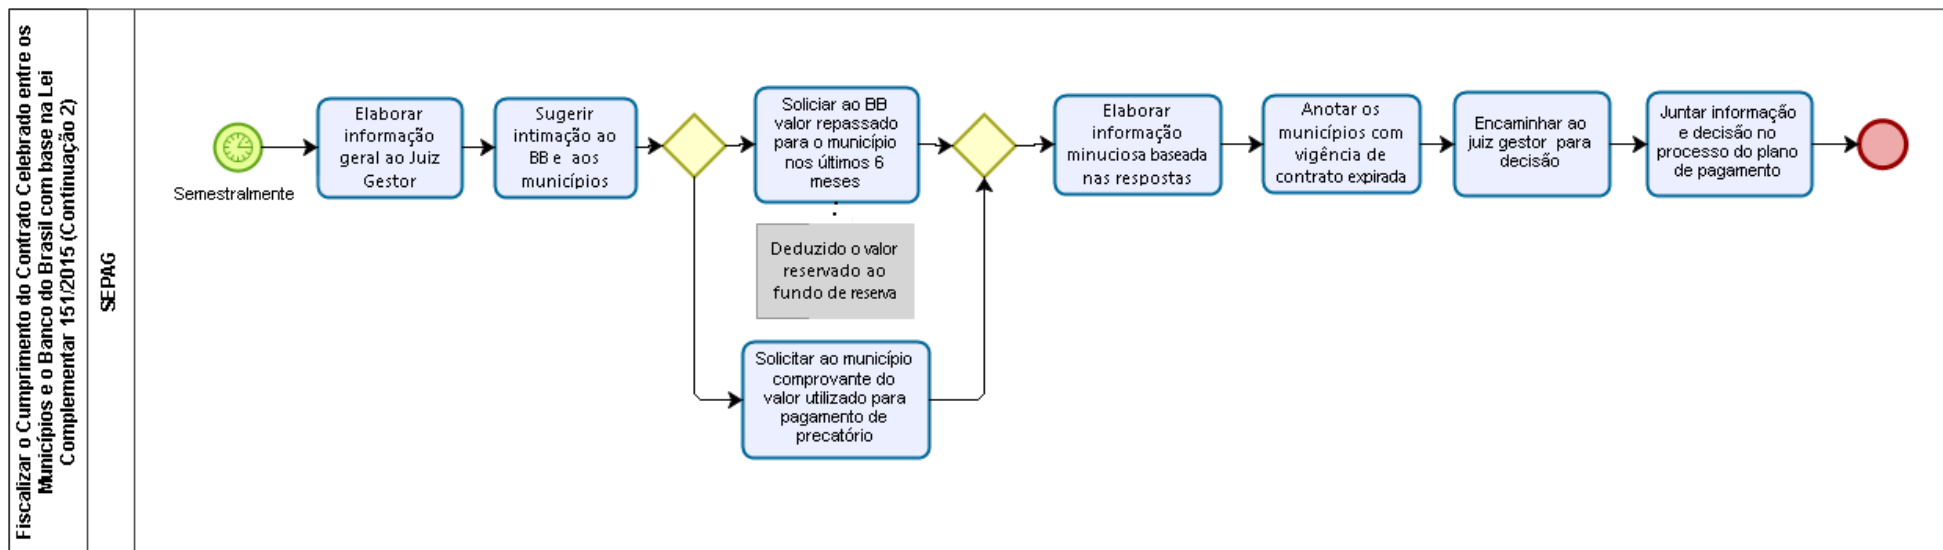 Fiscalizar o Cumprimento do Contrato Celebrado entre os
Municípios e o Banco do Brasil com base na Lei
Complementar 151/2015 (Continuação 2)
SEPAG
Semestralmente
Elaborar
informação
geral ao Juiz
Gestor
Sugerir
intimação ao
BB e aos
municípios
Soliciar ao BB
valor repassado
para o município
nos últimos 6
meses
Deduzido o valor
reservado ao
fundo de reserva
Solicitar ao município
comprovante do
valor utilizado para
pagamento de
precatório
Elaborar
informação
minuciosa baseada
nas respostas
Anotar os
municípios com
vigência de
contrato expirada
Encaminhar ao
juiz gestor para
decisão
Juntar informação
e decisão no
processo do plano
de pagamento